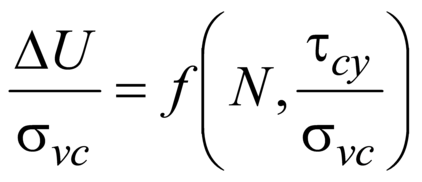 ΔU/σ_vc = f(N, τ_cy/σ_vc)